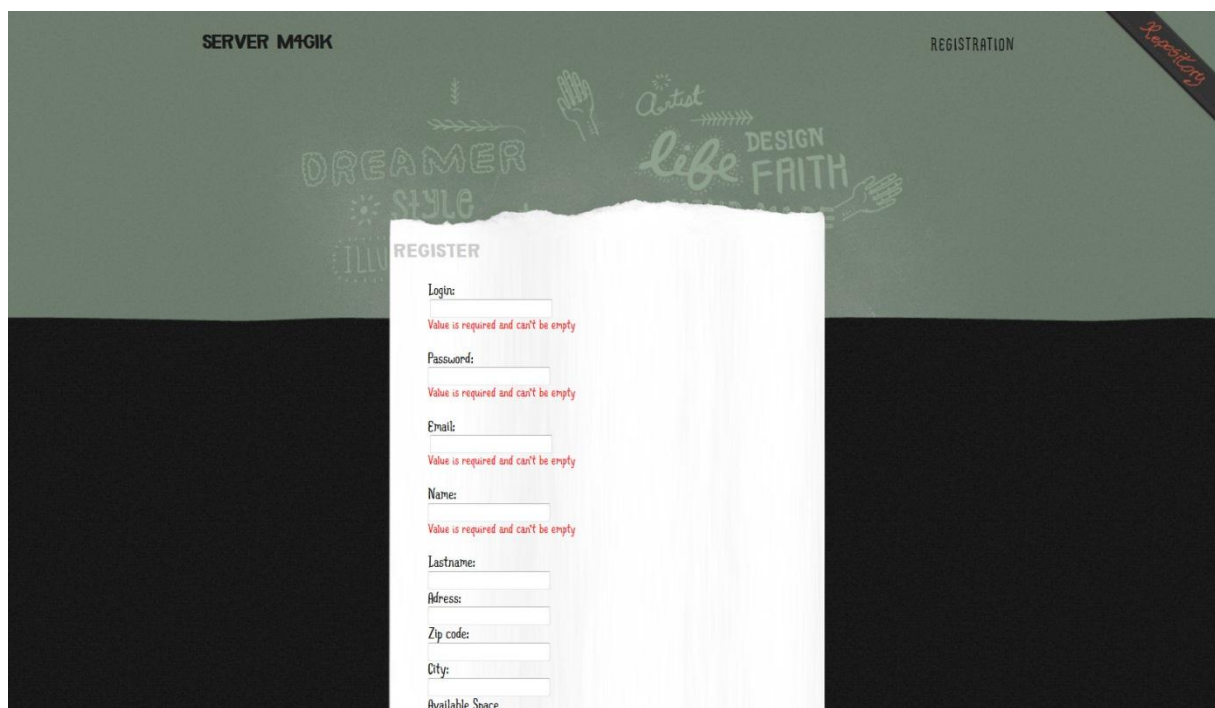 SERVER M4GIK
REGISTRATION
Repository
Artist
DREAMER
life
DESIGN
FAITH
STYLE
REGISTER
Login:
Value is required and can't be empty
Password:
Value is required and can't be empty
Email:
Value is required and can't be empty
Name:
Value is required and can't be empty
Lastname:
Adress:
Zip code:
City:
Available Space